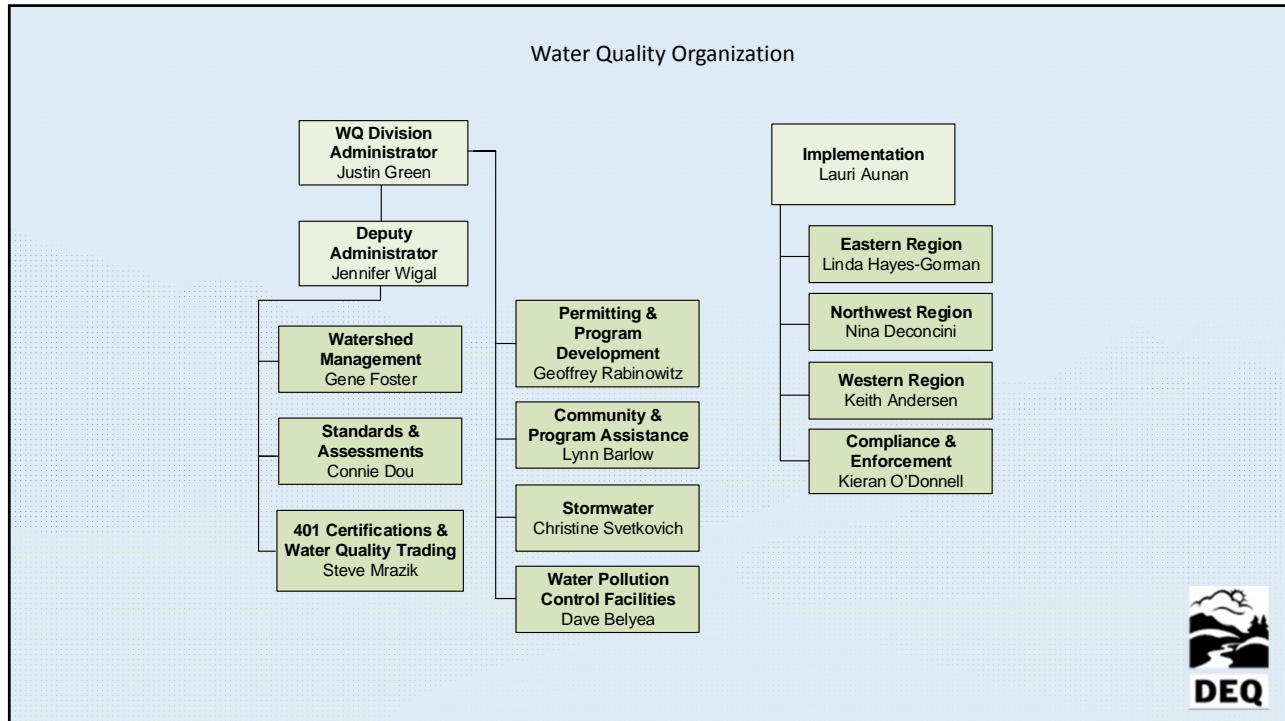 Water Quality Organization
WQ Division
Administrator
Justin Green
Deputy
Administrator
Jennifer Wigal
Watershed
Management
Gene Foster
Standards &
Assessments
Connie Dou
401 Certifications &
Water Quality Trading
Steve Mrazik
Permitting &
Program
Development
Geoffrey Rabinowitz
Community &
Program Assistance
Lynn Barlow
Stormwater
Christine Svetkovich
Water Pollution
Control Facilities
Dave Belyea
Implementation
Lauri Aunan
Eastern Region
Linda Hayes-Gorman
Northwest Region
Nina Deconcini
Western Region
Keith Andersen
Compliance &
Enforcement
Kieran O’Donnell
DEQ